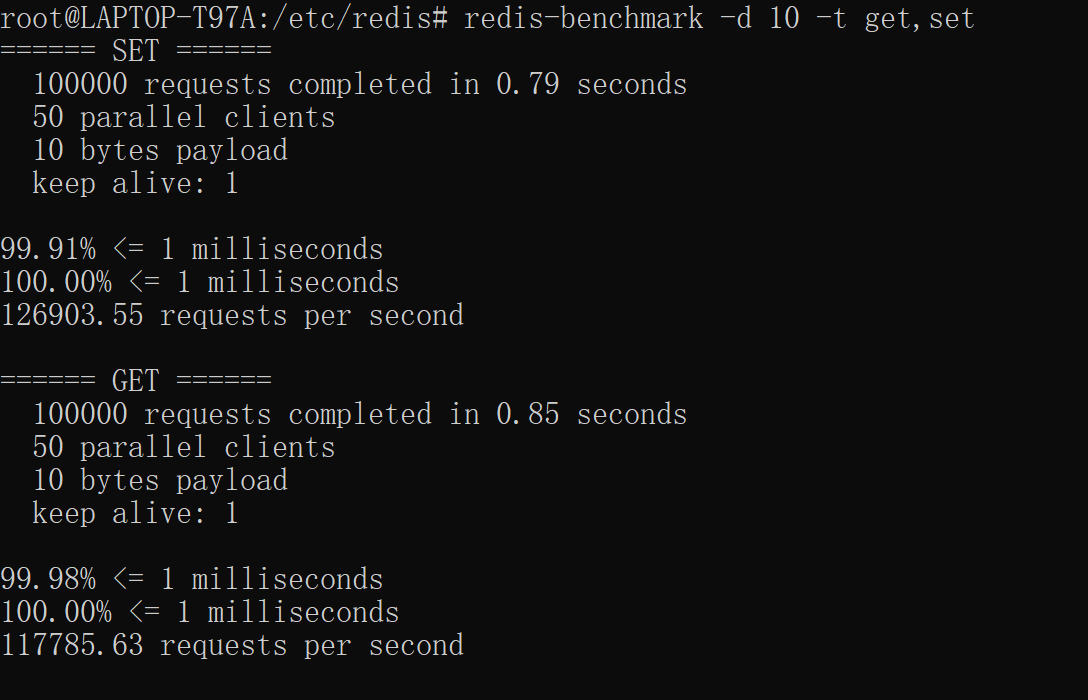 root@LAPTOP-T97A:/etc/redis# redis-benchmark -d 10 -t get,set
====== SET ======
  100000 requests completed in 0.79 seconds
  50 parallel clients
  10 bytes payload
  keep alive: 1

99.91% <= 1 milliseconds
100.00% <= 1 milliseconds
126903.55 requests per second

====== GET ======
  100000 requests completed in 0.85 seconds
  50 parallel clients
  10 bytes payload
  keep alive: 1

99.98% <= 1 milliseconds
100.00% <= 1 milliseconds
117785.63 requests per second